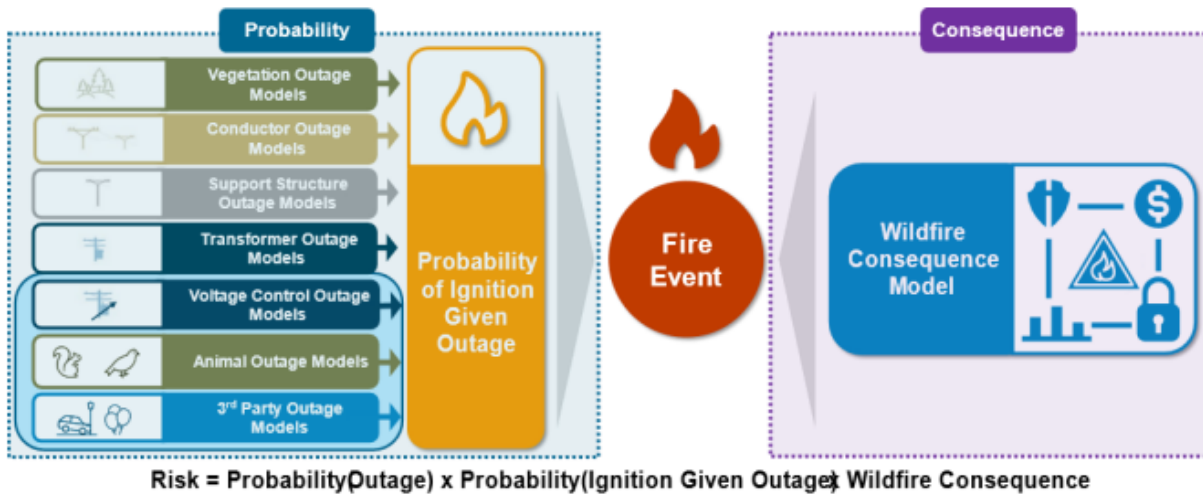 Probability
Consequence
Vegetation Outage
Models
Conductor Outage
Models
Support Structure
Outage Models
Transformer Outage
Models
Voltage Control Outage
Models
Animal Outage Models
3rd Party Outage
Models
Probability
of Ignition
Given
Outage
Fire
Event
Wildfire
Consequence
Model
$
Risk = Probability(Outage) x Probability(Ignition Given Outage) x Wildfire Consequence